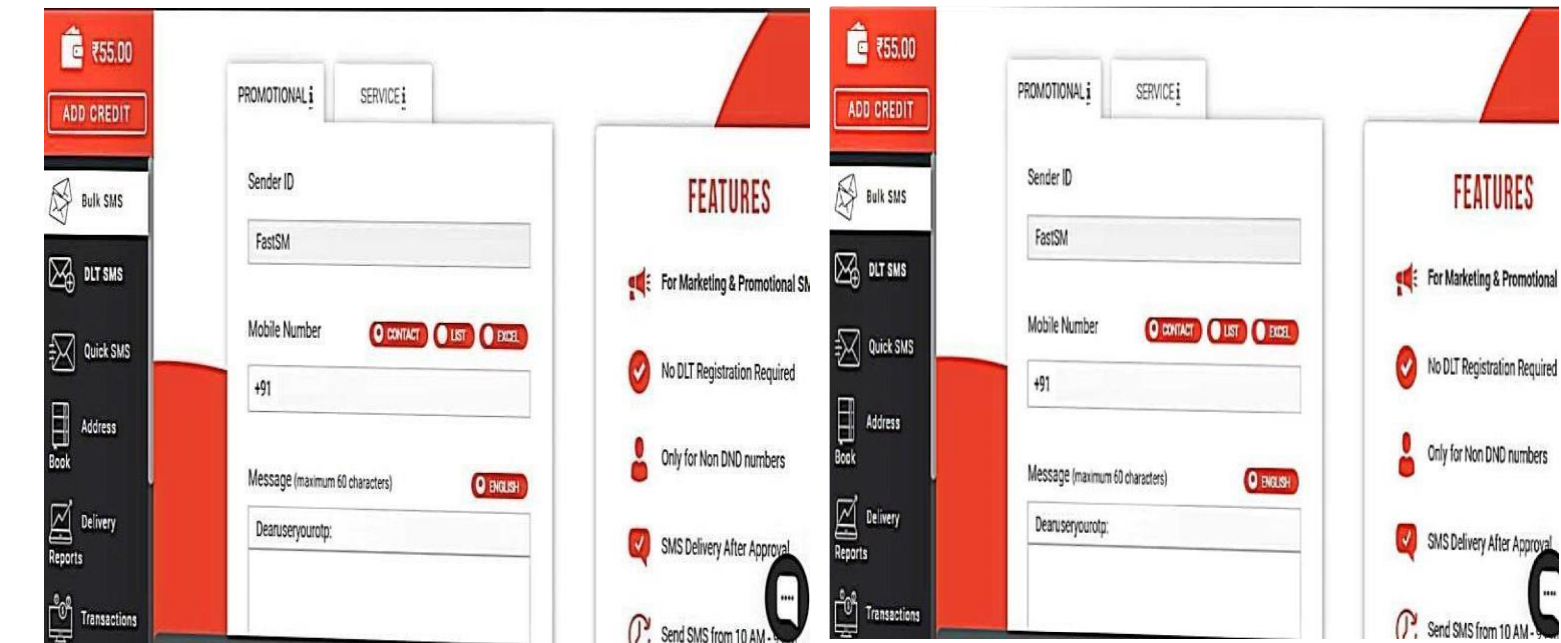 ₹55.00
ADD CREDIT
Bulk SMS
DLT SMS
Quick SMS
Address
Book
Delivery
Reports
Transactions
PROMOTIONAL i
SERVICE i
Sender ID
FastSM
Mobile Number
CONTACT
LIST
EXCEL
+91
Message (maximum 60 characters)
ENGLISH
Dearuseryourotp:
FEATURES
For Marketing & Promotional SM
No DLT Registration Required
Only for Non DND numbers
SMS Delivery After Approval
Send SMS from 10 AM -
₹55.00
ADD CREDIT
Bulk SMS
DLT SMS
Quick SMS
Address
Book
Delivery
Reports
Transactions
PROMOTIONAL i
SERVICE i
Sender ID
FastSM
Mobile Number
CONTACT
LIST
EXCEL
+91
Message (maximum 60 characters)
ENGLISH
Dearuseryourotp:
FEATURES
For Marketing & Promotional
No DLT Registration Required
Only for Non DND numbers
SMS Delivery After Approval
Send SMS from 10 AM -